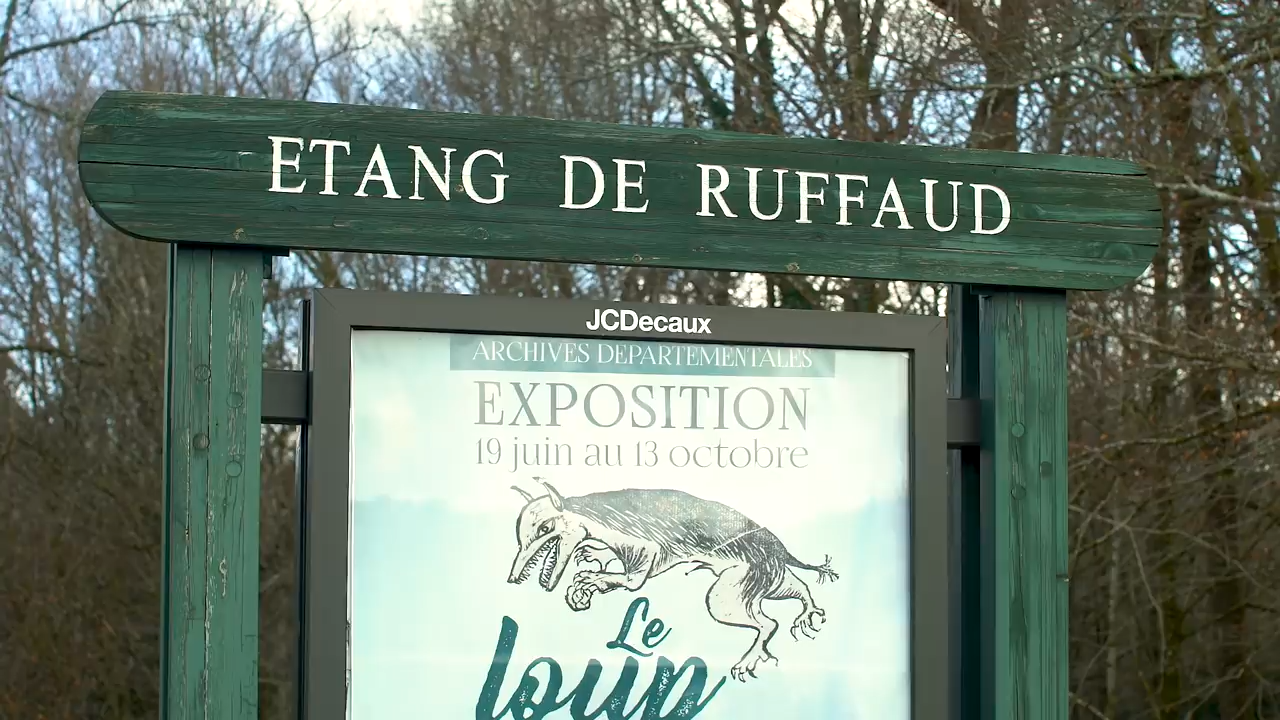 ETANG DE RUFFAUD
JCDecaux
ARCHIVES DEPARTEMENTALES
EXPOSITION
19 juin au 13 octobre
Le
loup